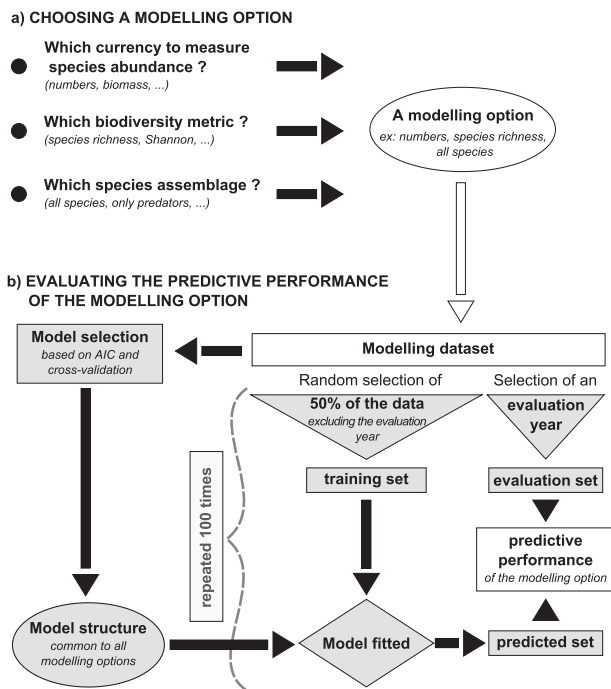 a) CHOOSING A MODELLING OPTION
Which currency to measure
species abundance ?
(numbers, biomass, ...)
Which biodiversity metric ?
(species richness, Shannon, ...)
Which species assemblage ?
(all species, only predators, ...)
A modelling option
ex: numbers, species richness,
all species
b) EVALUATING THE PREDICTIVE PERFORMANCE
OF THE MODELLING OPTION
Model selection
based on AIC and
cross-validation
Modelling dataset
Random selection of
50% of the data
excluding the evaluation
year
Selection of an
evaluation
year
training set
evaluation set
repeated 100 times
predictive
performance
of the modelling option
Model structure
common to all
modelling options
Model fitted
predicted set